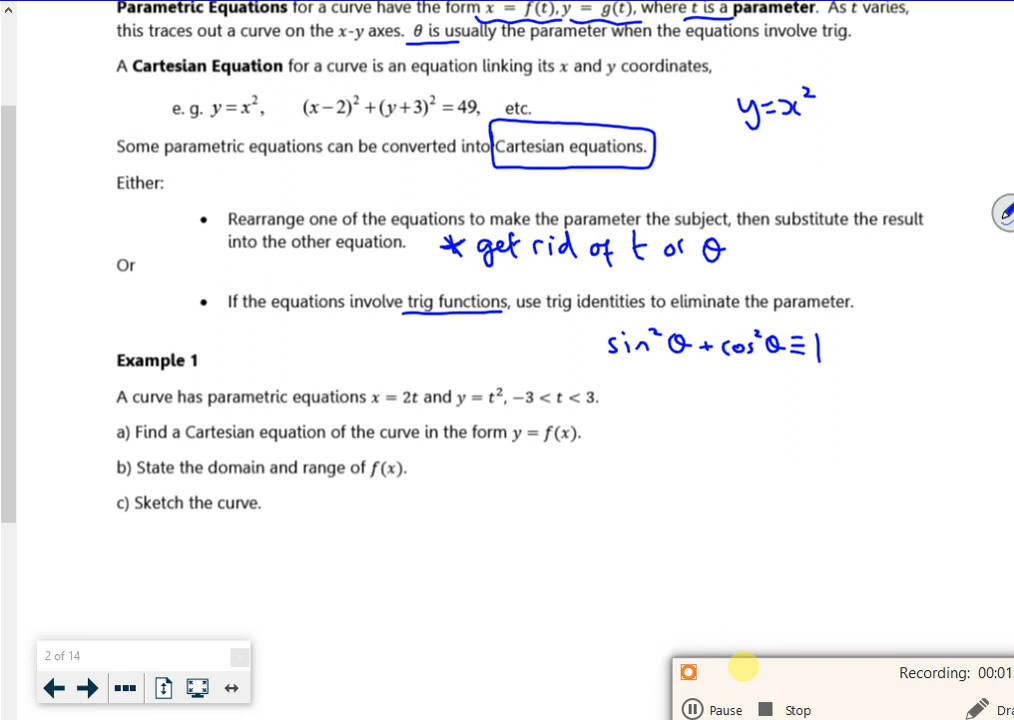 Parametric Equations for a curve have the form x = f(t), y = g(t), where t is a parameter. As t varies,
this traces out a curve on the x-y axes. θ is usually the parameter when the equations involve trig.
A Cartesian Equation for a curve is an equation linking its x and y coordinates,
e. g. y = x², (x − 2)² + (y + 3)² = 49, etc.
y = x²
Some parametric equations can be converted into Cartesian equations.
Either:
• Rearrange one of the equations to make the parameter the subject, then substitute the result
into the other equation. * get rid of t or θ
Or
• If the equations involve trig functions, use trig identities to eliminate the parameter.
sin²θ + cos²θ ≡ 1
Example 1
A curve has parametric equations x = 2t and y = t², −3 < t < 3.
a) Find a Cartesian equation of the curve in the form y = f(x).
b) State the domain and range of f(x).
c) Sketch the curve.
2 of 14
Recording: 00:01
Pause Stop Dra